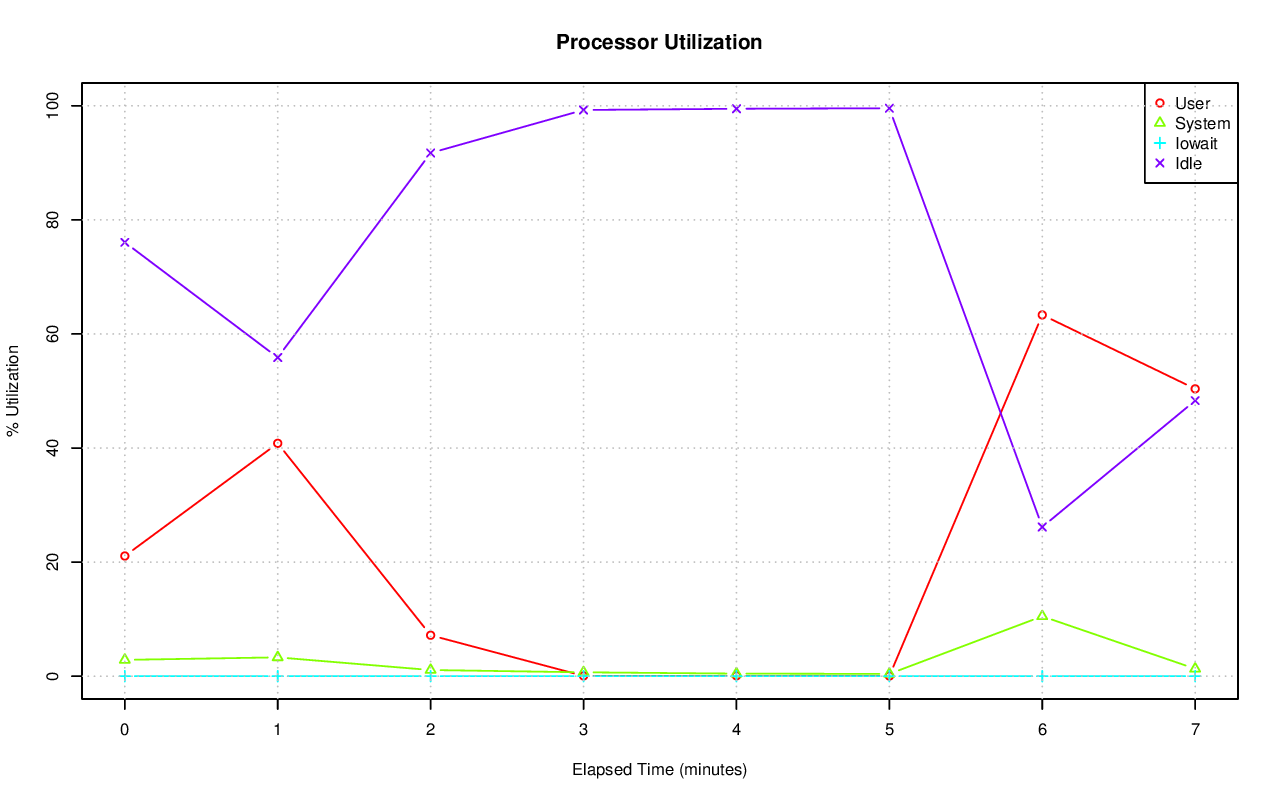 Processor Utilization
% Utilization
100
80
60
40
20
0
User
System
Iowait
Idle
0 1 2 3 4 5 6 7
Elapsed Time (minutes)